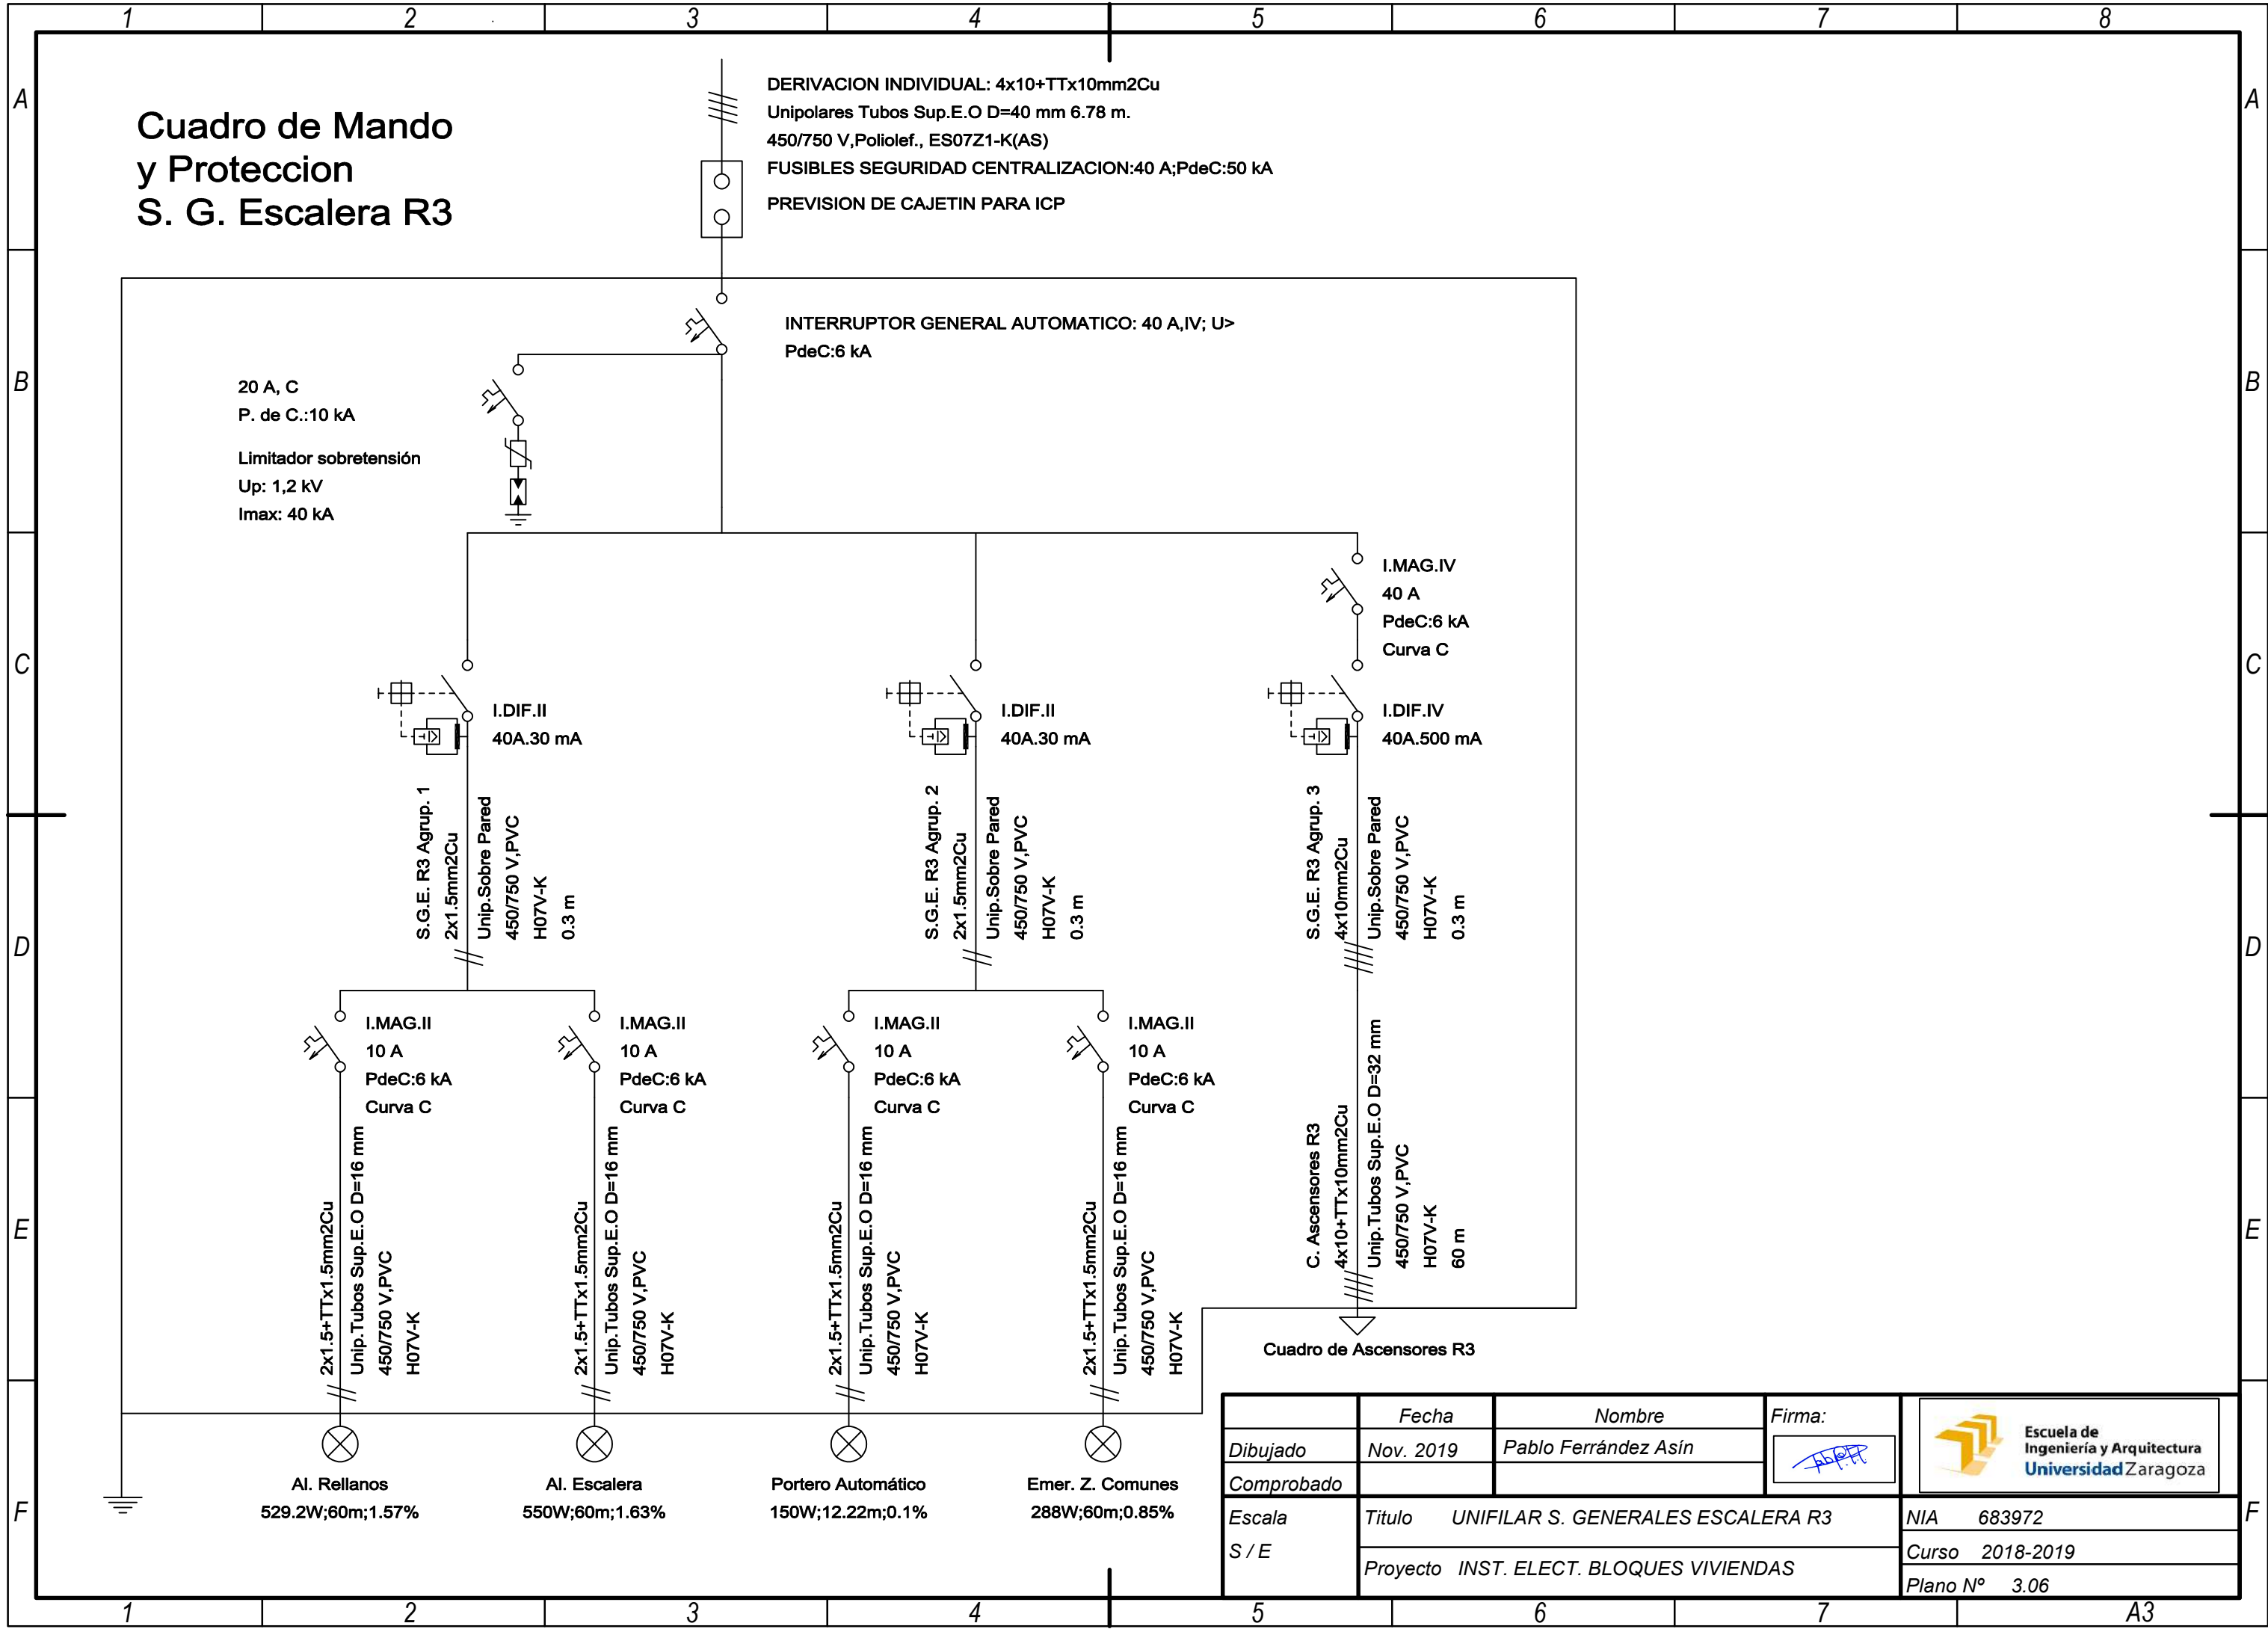 1 2 3 4 5 6 7 8
A A
B B
C C
D D
E E
F F
Cuadro de Mando
y Proteccion
S. G. Escalera R3
DERIVACION INDIVIDUAL: 4x10+TTx10mm2Cu
Unipolares Tubos Sup.E.O D=40 mm 6.78 m.
450/750 V,Poliolef., ES07Z1-K(AS)
FUSIBLES SEGURIDAD CENTRALIZACION:40 A;PdeC:50 kA
PREVISION DE CAJETIN PARA ICP
INTERRUPTOR GENERAL AUTOMATICO: 40 A,IV; U>
PdeC:6 kA
20 A, C
P. de C.:10 kA
Limitador sobretensión
Up: 1,2 kV
Imax: 40 kA
I.MAG.IV
40 A
PdeC:6 kA
Curva C
I.DIF.II
40A.30 mA
I.DIF.II
40A.30 mA
I.DIF.IV
40A.500 mA
S.G.E. R3 Agrup. 1
2x1.5mm2Cu
Unip.Sobre Pared
450/750 V,PVC
H07V-K
0.3 m
S.G.E. R3 Agrup. 2
2x1.5mm2Cu
Unip.Sobre Pared
450/750 V,PVC
H07V-K
0.3 m
S.G.E. R3 Agrup. 3
4x10mm2Cu
Unip.Sobre Pared
450/750 V,PVC
H07V-K
0.3 m
I.MAG.II
10 A
PdeC:6 kA
Curva C
I.MAG.II
10 A
PdeC:6 kA
Curva C
I.MAG.II
10 A
PdeC:6 kA
Curva C
I.MAG.II
10 A
PdeC:6 kA
Curva C
2x1.5+TTx1.5mm2Cu
Unip.Tubos Sup.E.O D=16 mm
450/750 V,PVC
H07V-K
2x1.5+TTx1.5mm2Cu
Unip.Tubos Sup.E.O D=16 mm
450/750 V,PVC
H07V-K
2x1.5+TTx1.5mm2Cu
Unip.Tubos Sup.E.O D=16 mm
450/750 V,PVC
H07V-K
2x1.5+TTx1.5mm2Cu
Unip.Tubos Sup.E.O D=16 mm
450/750 V,PVC
H07V-K
C. Ascensores R3
4x10+TTx10mm2Cu
Unip.Tubos Sup.E.O D=32 mm
450/750 V,PVC
H07V-K
60 m
Cuadro de Ascensores R3
Al. Rellanos
529.2W;60m;1.57%
Al. Escalera
550W;60m;1.63%
Portero Automático
150W;12.22m;0.1%
Emer. Z. Comunes
288W;60m;0.85%
Fecha Nombre Firma:
Dibujado Nov. 2019 Pablo Ferrández Asín
Comprobado
Escuela de
Ingeniería y Arquitectura
Universidad Zaragoza
Escala
S / E
Titulo UNIFILAR S. GENERALES ESCALERA R3
Proyecto INST. ELECT. BLOQUES VIVIENDAS
NIA 683972
Curso 2018-2019
Plano Nº 3.06
1 2 3 4 5 6 7 A3